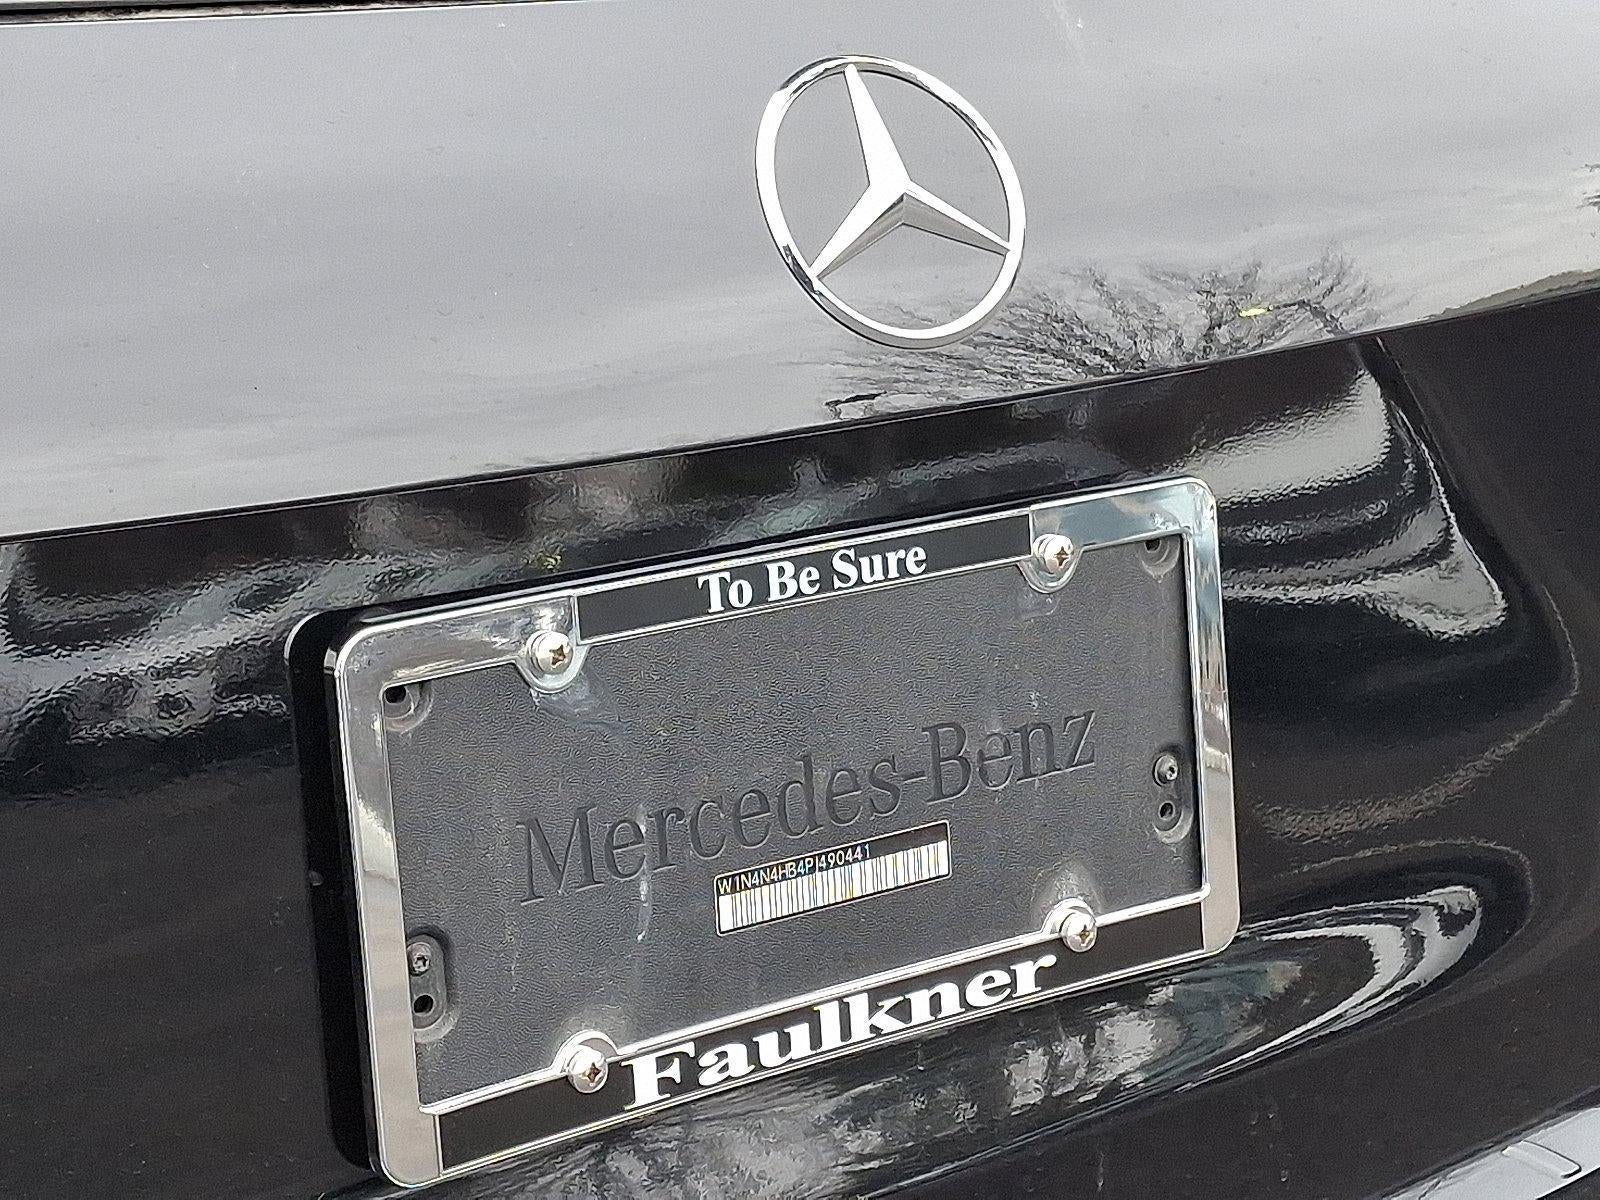 To Be Sure
Mercedes-Benz
W1N4N4HB4PJ490441
Faulkner